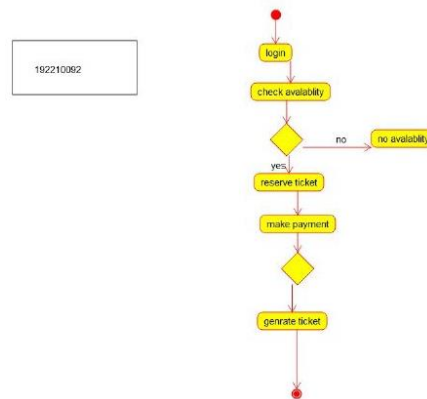 192210092
login
check avalablity
no
no avalablity
yes
reserve ticket
make payment
genrate ticket